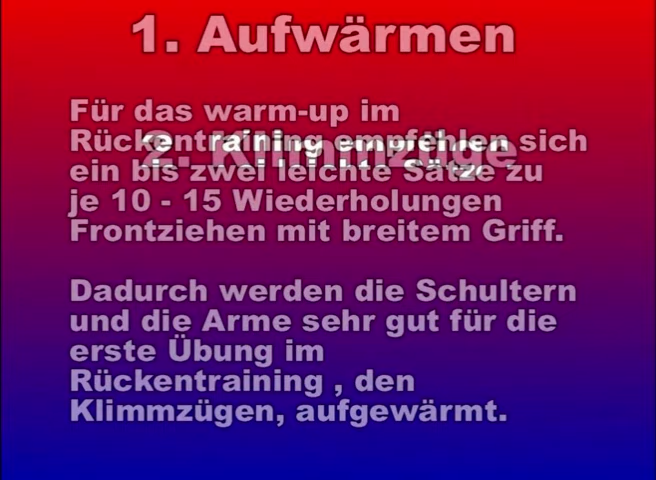 1. Aufwärmen
Für das warm-up im
2. Klimmzüge
Rückentraining empfehlen sich
ein bis zwei leichte Sätze zu
je 10 - 15 Wiederholungen
Frontziehen mit breitem Griff.
Dadurch werden die Schultern
und die Arme sehr gut für die
erste Übung im
Rückentraining , den
Klimmzügen, aufgewärmt.